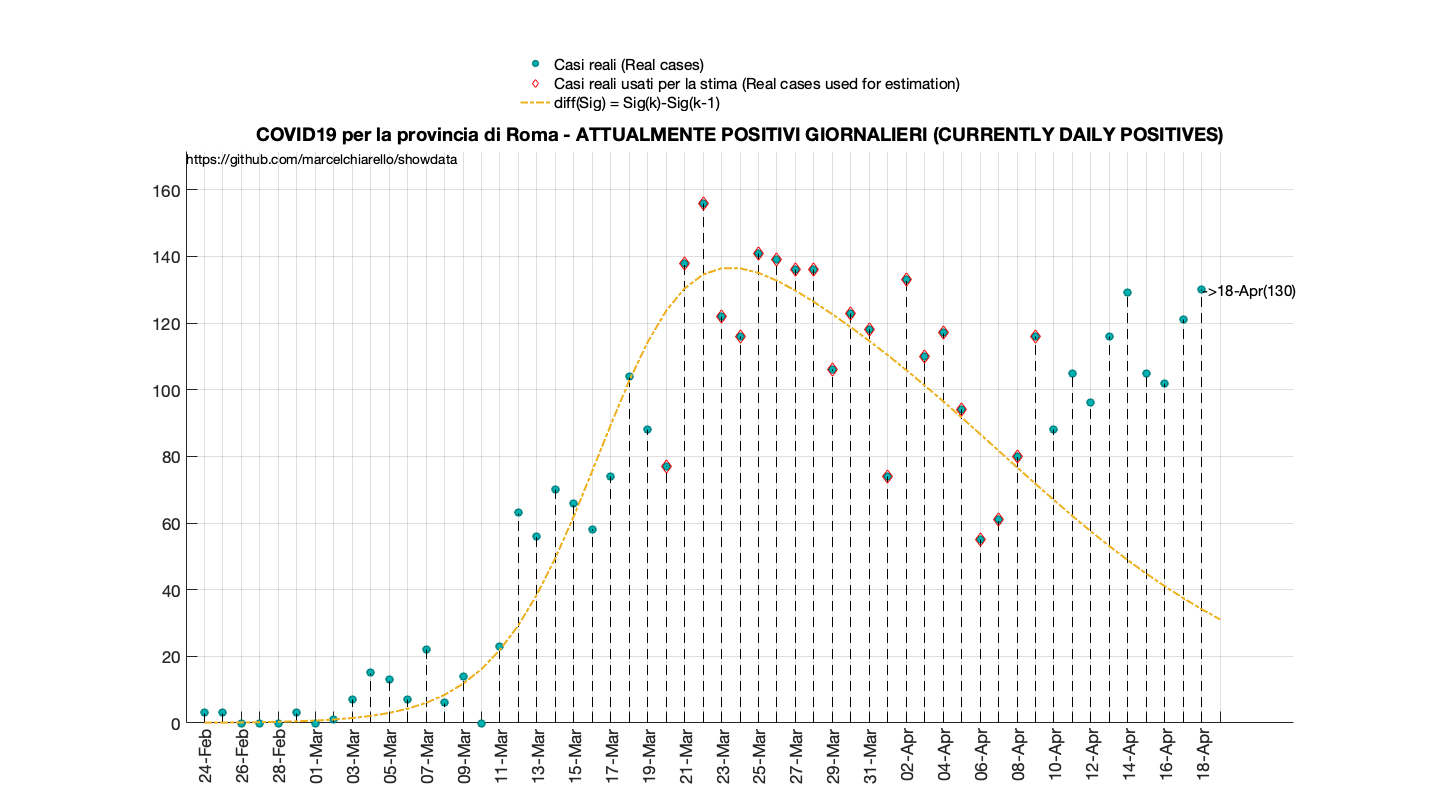 Casi reali (Real cases)
Casi reali usati per la stima (Real cases used for estimation)
diff(Sig) = Sig(k)-Sig(k-1)
COVID19 per la provincia di Roma - ATTUALMENTE POSITIVI GIORNALIERI (CURRENTLY DAILY POSITIVES)
https://github.com/marcelchiarello/showdata
160
140
120
100
80
60
40
20
0
->18-Apr(130)
24-Feb
26-Feb
28-Feb
01-Mar
03-Mar
05-Mar
07-Mar
09-Mar
11-Mar
13-Mar
15-Mar
17-Mar
19-Mar
21-Mar
23-Mar
25-Mar
27-Mar
29-Mar
31-Mar
02-Apr
04-Apr
06-Apr
08-Apr
10-Apr
12-Apr
14-Apr
16-Apr
18-Apr